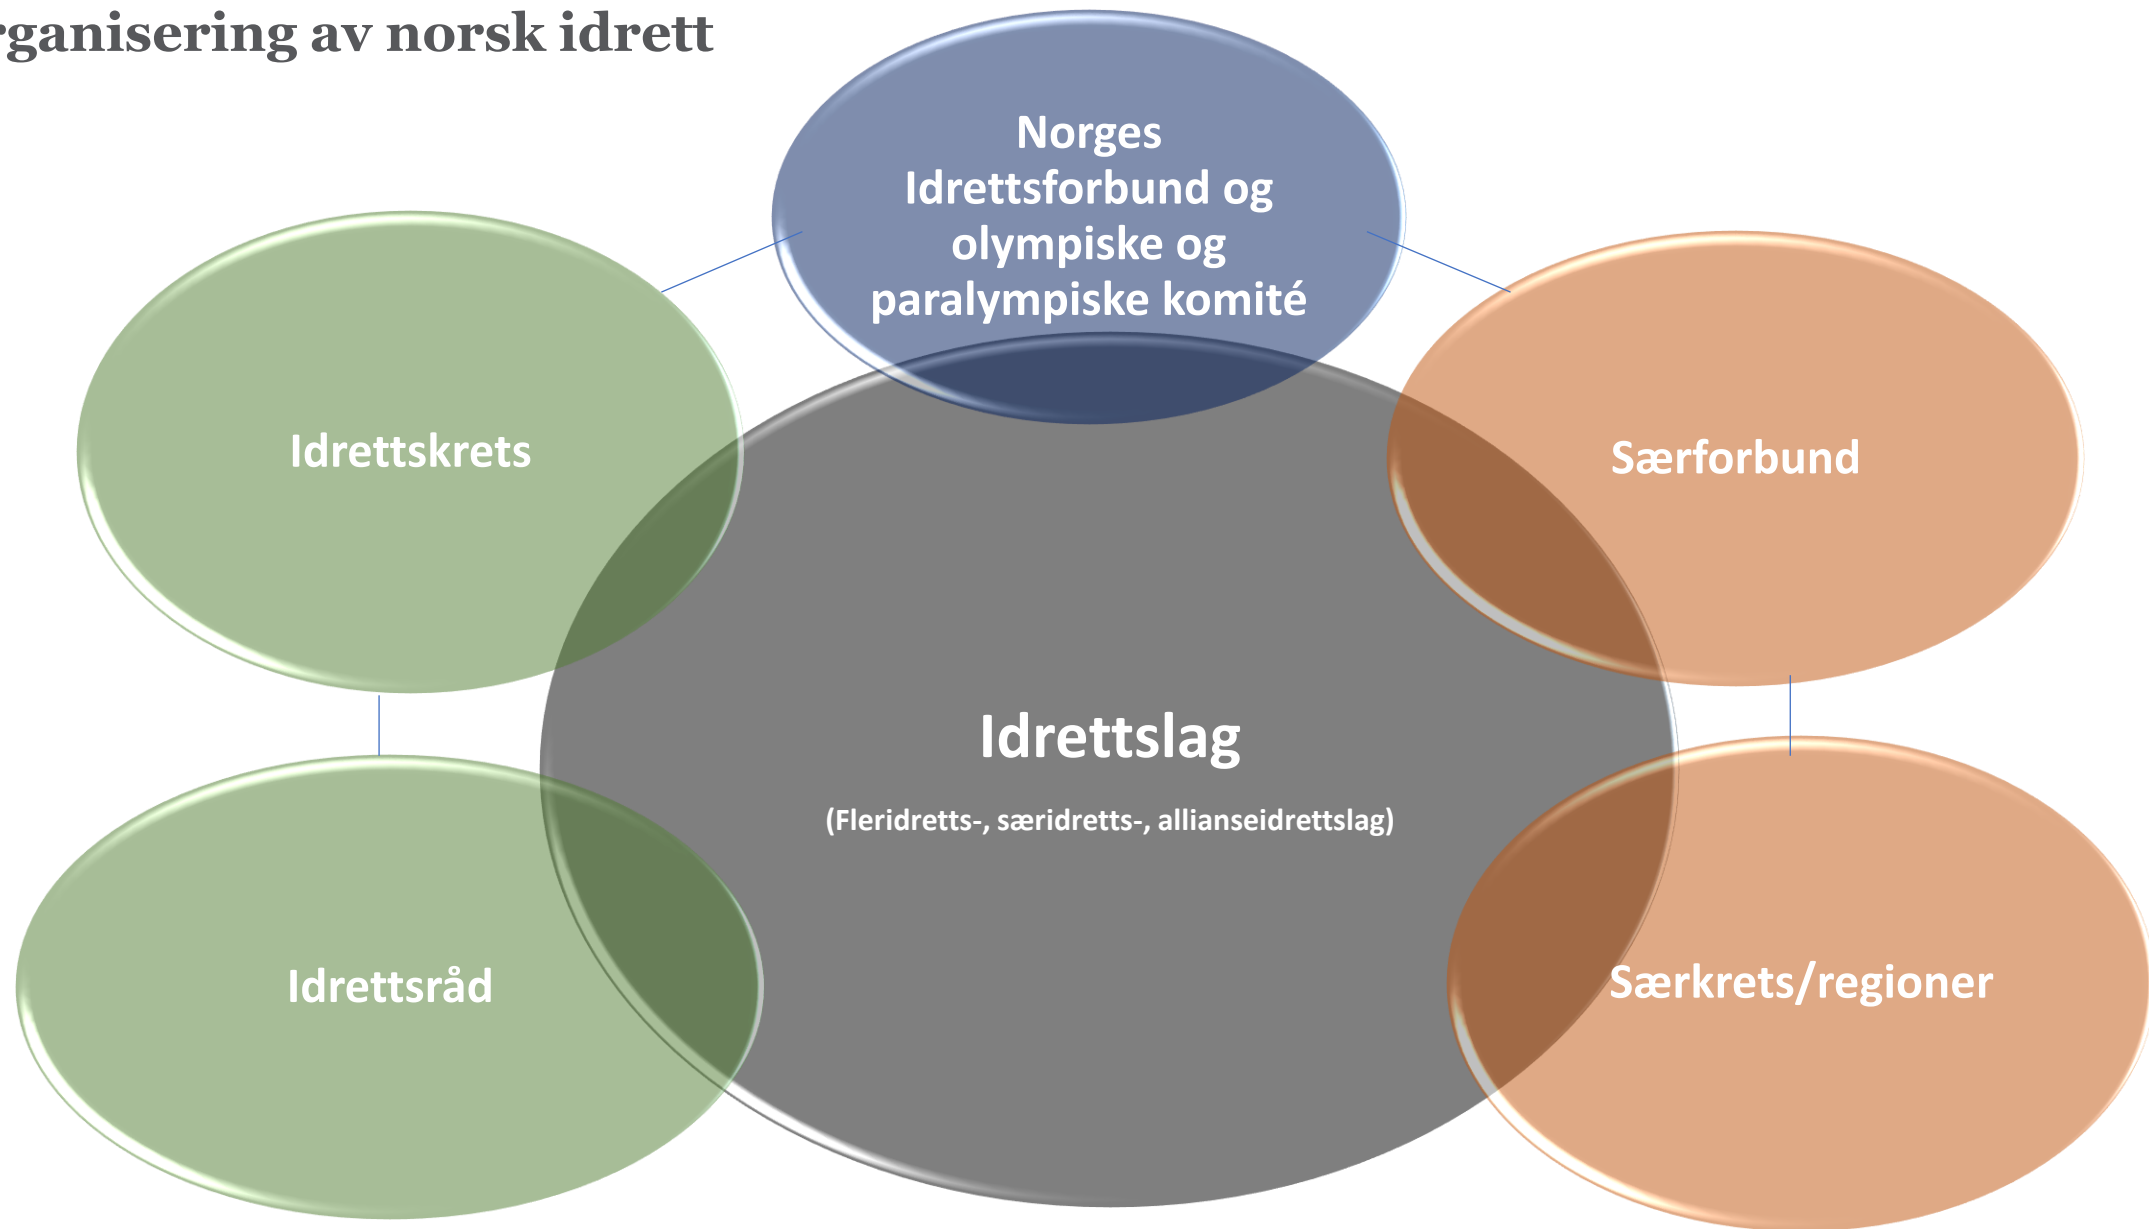 rganisering av norsk idrett
Norges
Idrettsforbund og
olympiske og
paralympiske komité
Idrettskrets
Særforbund
Idrettslag
(Fleridretts-, særidretts-, allianseidrettslag)
Idrettsråd
Særkrets/regioner